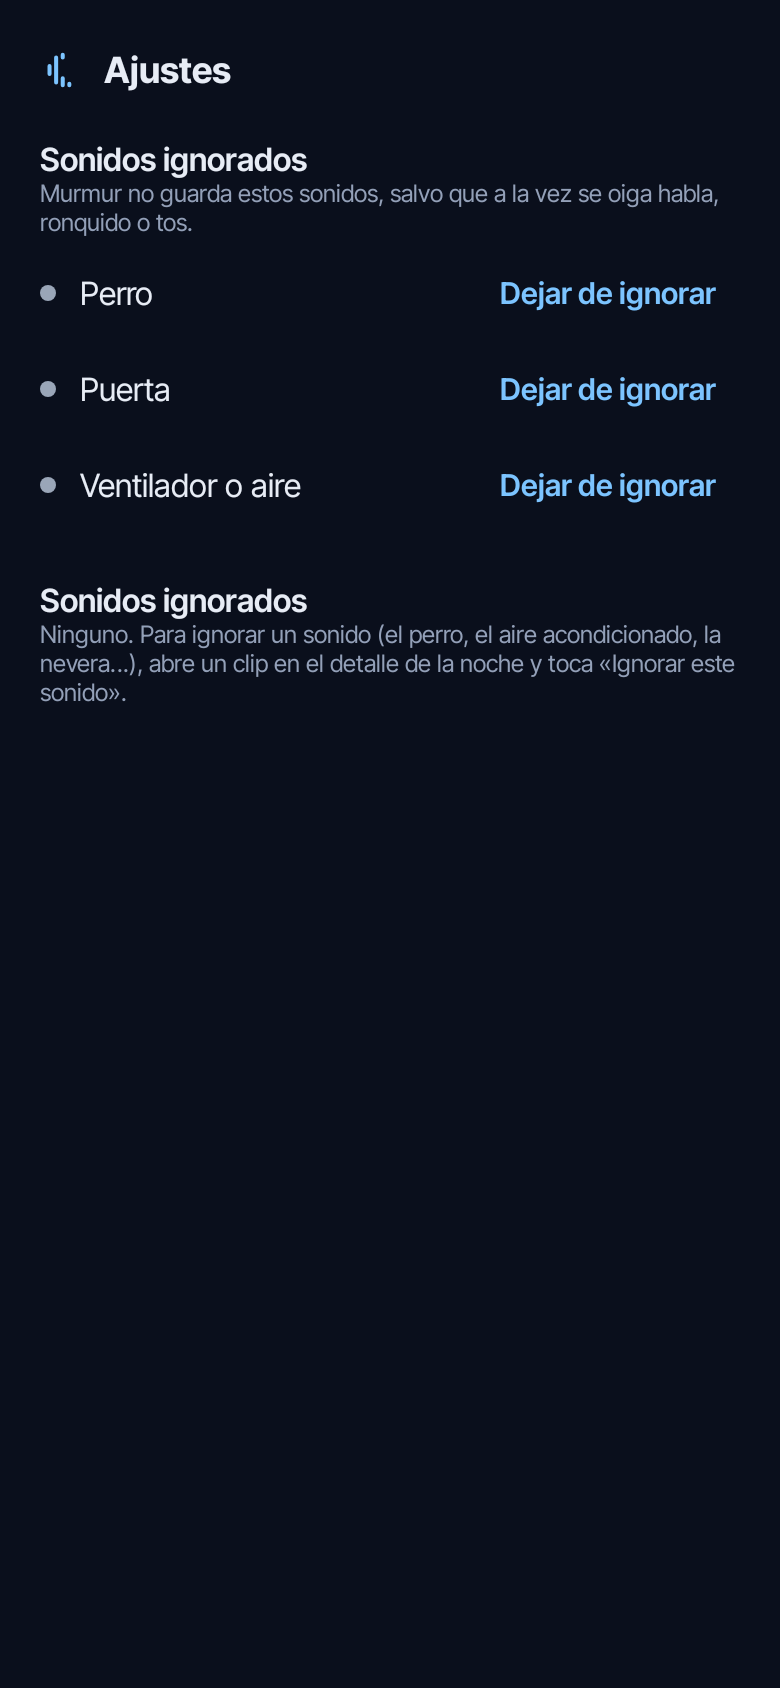 Ajustes
Sonidos ignorados
Murmur no guarda estos sonidos, salvo que a la vez se oiga habla,
ronquido o tos.
Perro Dejar de ignorar
Puerta Dejar de ignorar
Ventilador o aire Dejar de ignorar
Sonidos ignorados
Ninguno. Para ignorar un sonido (el perro, el aire acondicionado, la
nevera...), abre un clip en el detalle de la noche y toca «Ignorar este
sonido».